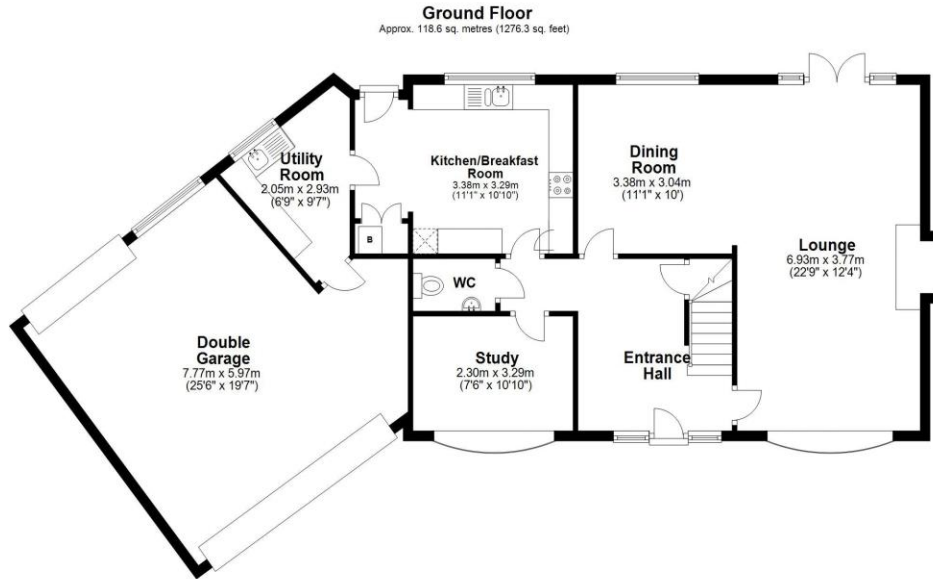 Ground Floor
Approx. 118.6 sq. metres (1276.3 sq. feet)
Utility
Room
2.05m x 2.93m
(6'9" x 9'7")
Kitchen/Breakfast
Room
3.38m x 3.29m
(11'1" x 10'10")
Dining
Room
3.38m x 3.04m
(11'1" x 10')
B
Lounge
6.93m x 3.77m
(22'9" x 12'4")
WC
Double
Garage
7.77m x 5.97m
(25'6" x 19'7")
Study
2.30m x 3.29m
(7'6" x 10'10")
Entrance
Hall